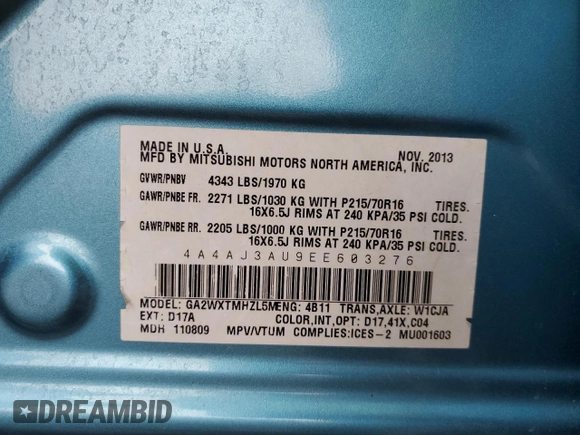 MADE IN U.S.A. NOV. 2013
MFD BY MITSUBISHI MOTORS NORTH AMERICA, INC.
GVWR/PNBV 4343 LBS/1970 KG
GAWR/PNBE FR. 2271 LBS/1030 KG WITH P215/70R16 TIRES.
16X6.5J RIMS AT 240 KPA/35 PSI COLD.
GAWR/PNBE RR. 2205 LBS/1000 KG WITH P215/70R16 TIRES.
16X6.5J RIMS AT 240 KPA/35 PSI COLD.
4A4AJ3AU9EE603276
MODEL: GA2WXTMHZL5M ENG: 4B11 TRANS,AXLE: W1CJA
EXT: D17A COLOR,INT,OPT: D17,41X,C04
MDH 110809 MPV/VTUM COMPLIES:ICES-2 MU001603
DREAMBID